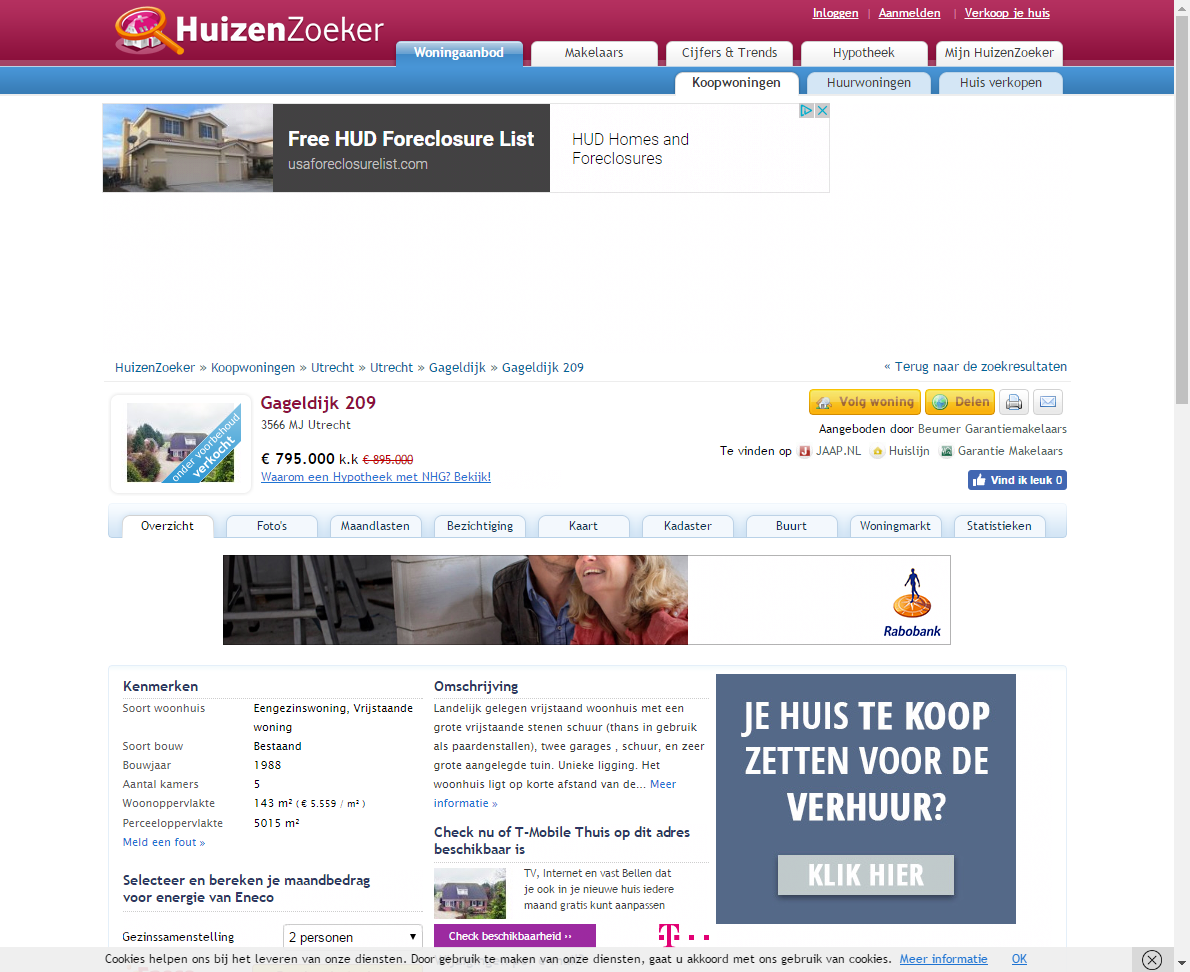 Inloggen | Aanmelden | Verkoop je huis
HuizenZoeker
Woningaanbod Makelaars Cijfers & Trends Hypotheek Mijn HuizenZoeker
Koopwoningen Huurwoningen Huis verkopen
Free HUD Foreclosure List
usaforeclosurelist.com
HUD Homes and
Foreclosures
HuizenZoeker » Koopwoningen » Utrecht » Utrecht » Gageldijk » Gageldijk 209
« Terug naar de zoekresultaten
onder voorbehoud
verkocht
Gageldijk 209
3566 MJ Utrecht
€ 795.000 k.k € 895.000
Waarom een Hypotheek met NHG? Bekijk!
Volg woning Delen
Aangeboden door Beumer Garantiemakelaars
Te vinden op JAAP.NL Huislijn Garantie Makelaars
Vind ik leuk 0
Overzicht Foto's Maandlasten Bezichtiging Kaart Kadaster Buurt Woningmarkt Statistieken
Rabobank
Kenmerken
Soort woonhuis Eengezinswoning, Vrijstaande
woning
Soort bouw Bestaand
Bouwjaar 1988
Aantal kamers 5
Woonoppervlakte 143 m² ( € 5.559 / m² )
Perceeloppervlakte 5015 m²
Meld een fout »
Selecteer en bereken je maandbedrag
voor energie van Eneco
Gezinssamenstelling 2 personen
Omschrijving
Landelijk gelegen vrijstaand woonhuis met een
grote vrijstaande stenen schuur (thans in gebruik
als paardenstallen), twee garages , schuur, en zeer
grote aangelegde tuin. Unieke ligging. Het
woonhuis ligt op korte afstand van de... Meer
informatie »
Check nu of T-Mobile Thuis op dit adres
beschikbaar is
TV, Internet en vast Bellen dat
je ook in je nieuwe huis iedere
maand gratis kunt aanpassen
Check beschikbaarheid ››
T
JE HUIS TE KOOP
ZETTEN VOOR DE
VERHUUR?
KLIK HIER
Cookies helpen ons bij het leveren van onze diensten. Door gebruik te maken van onze diensten, gaat u akkoord met ons gebruik van cookies. Meer informatie OK